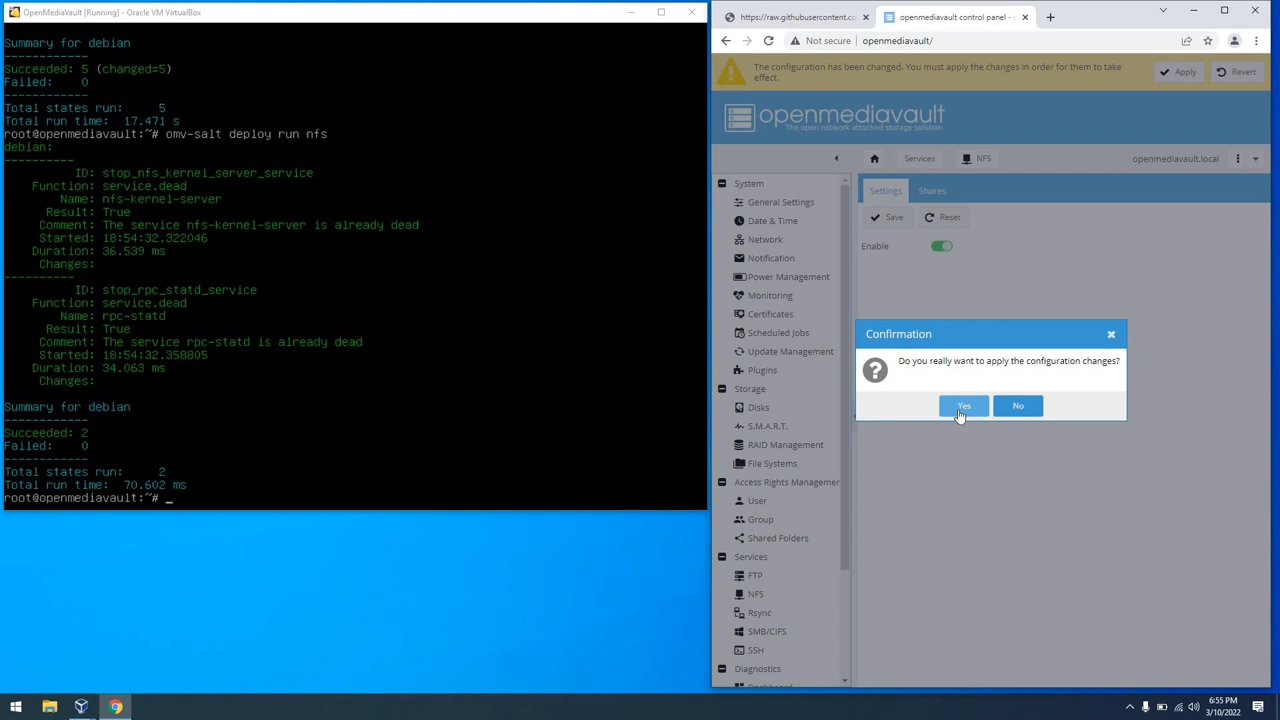 OpenMediaVault [Running] - Oracle VM VirtualBox
Summary for debian
------------
Succeeded: 5 (changed=5)
Failed:    0
------------
Total states run:     5
Total run time:  17.471 s
root@openmediavault:~# omv-salt deploy run nfs
debian:
----------
ID: stop_nfs_kernel_server_service
Function: service.dead
Name: nfs-kernel-server
Result: True
Comment: The service nfs-kernel-server is already dead
Started: 18:54:32.322046
Duration: 36.539 ms
Changes:
----------
ID: stop_rpc_statd_service
Function: service.dead
Name: rpc-statd
Result: True
Comment: The service rpc-statd is already dead
Started: 18:54:32.358805
Duration: 34.063 ms
Changes:
Summary for debian
------------
Succeeded: 2
Failed:    0
------------
Total states run:     2
Total run time:  70.602 ms
root@openmediavault:~# _
https://raw.githubusercontent.c
openmediavault control panel -
Not secure
openmediavault/
The configuration has been changed. You must apply the changes in order for them to take
effect.
Apply
Revert
openmediavault
The open network attached storage solution
Services
NFS
openmediavault.local
System
General Settings
Date & Time
Network
Notification
Power Management
Monitoring
Certificates
Scheduled Jobs
Update Management
Plugins
Storage
Disks
S.M.A.R.T.
RAID Management
File Systems
Access Rights Managemer
User
Group
Shared Folders
Services
FTP
NFS
Rsync
SMB/CIFS
SSH
Diagnostics
Settings
Shares
Save
Reset
Enable
Confirmation
Do you really want to apply the configuration changes?
Yes
No
6:55 PM
3/10/2022